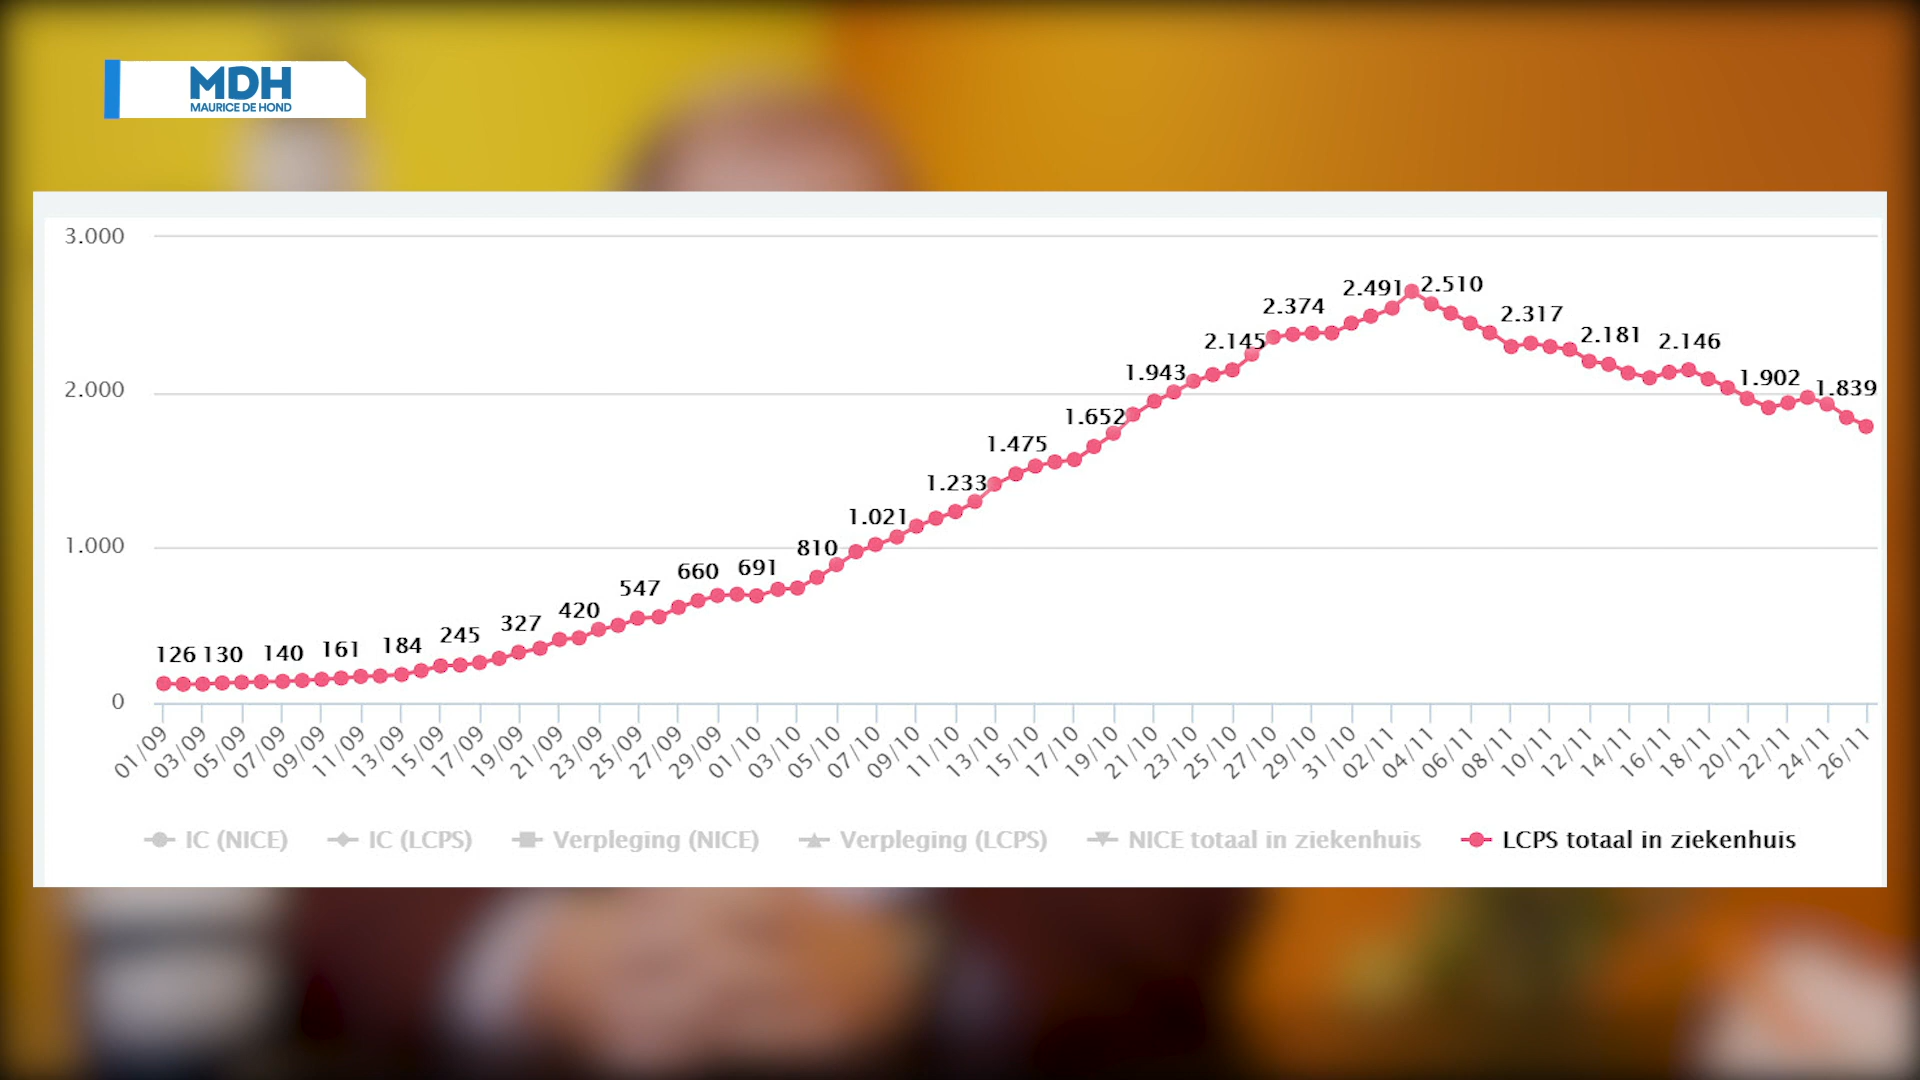 MDH
MAURICE DE HOND
3.000
2.000
1.000
0
126 130 140 161 184 245 327 420 547 660 691 810 1.021 1.233 1.475 1.652 1.943 2.145 2.374 2.491 2.510 2.317 2.181 2.146 1.902 1.839
01/09 03/09 05/09 07/09 09/09 11/09 13/09 15/09 17/09 19/09 21/09 23/09 25/09 27/09 29/09 01/10 03/10 05/10 07/10 09/10 11/10 13/10 15/10 17/10 19/10 21/10 23/10 25/10 27/10 29/10 31/10 02/11 04/11 06/11 08/11 10/11 12/11 14/11 16/11 18/11 20/11 22/11 24/11 26/11
IC (NICE) IC (LCPS) Verpleging (NICE) Verpleging (LCPS) NICE totaal in ziekenhuis LCPS totaal in ziekenhuis